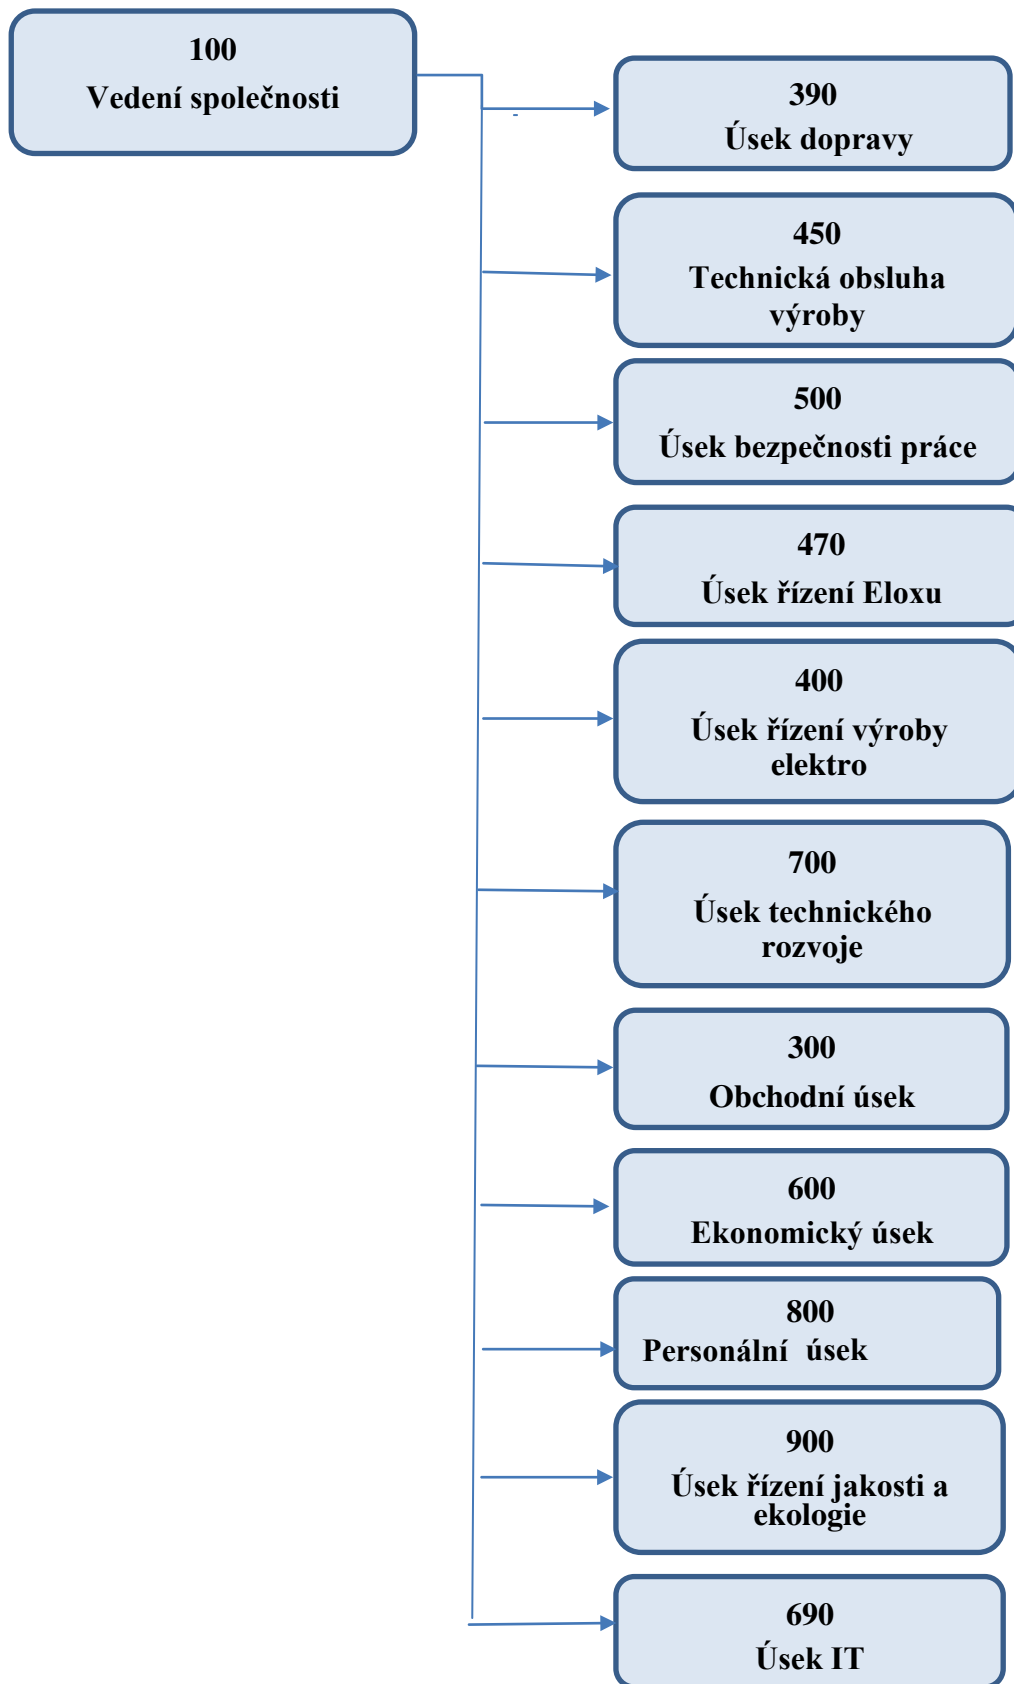 100
Vedení společnosti
390
Úsek dopravy
450
Technická obsluha
výroby
500
Úsek bezpečnosti práce
470
Úsek řízení Eloxu
400
Úsek řízení výroby
elektro
700
Úsek technického
rozvoje
300
Obchodní úsek
600
Ekonomický úsek
800
Personální úsek
900
Úsek řízení jakosti a
ekologie
690
Úsek IT